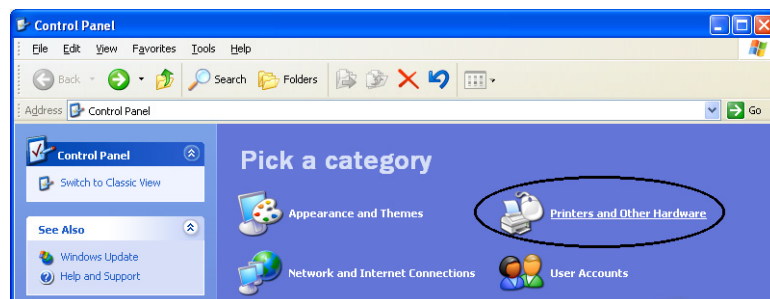 Control Panel
File Edit View Favorites Tools Help
Back Search Folders
Address Control Panel Go
Control Panel
Switch to Classic View
See Also
Windows Update
Help and Support
Pick a category
Appearance and Themes
Printers and Other Hardware
Network and Internet Connections
User Accounts